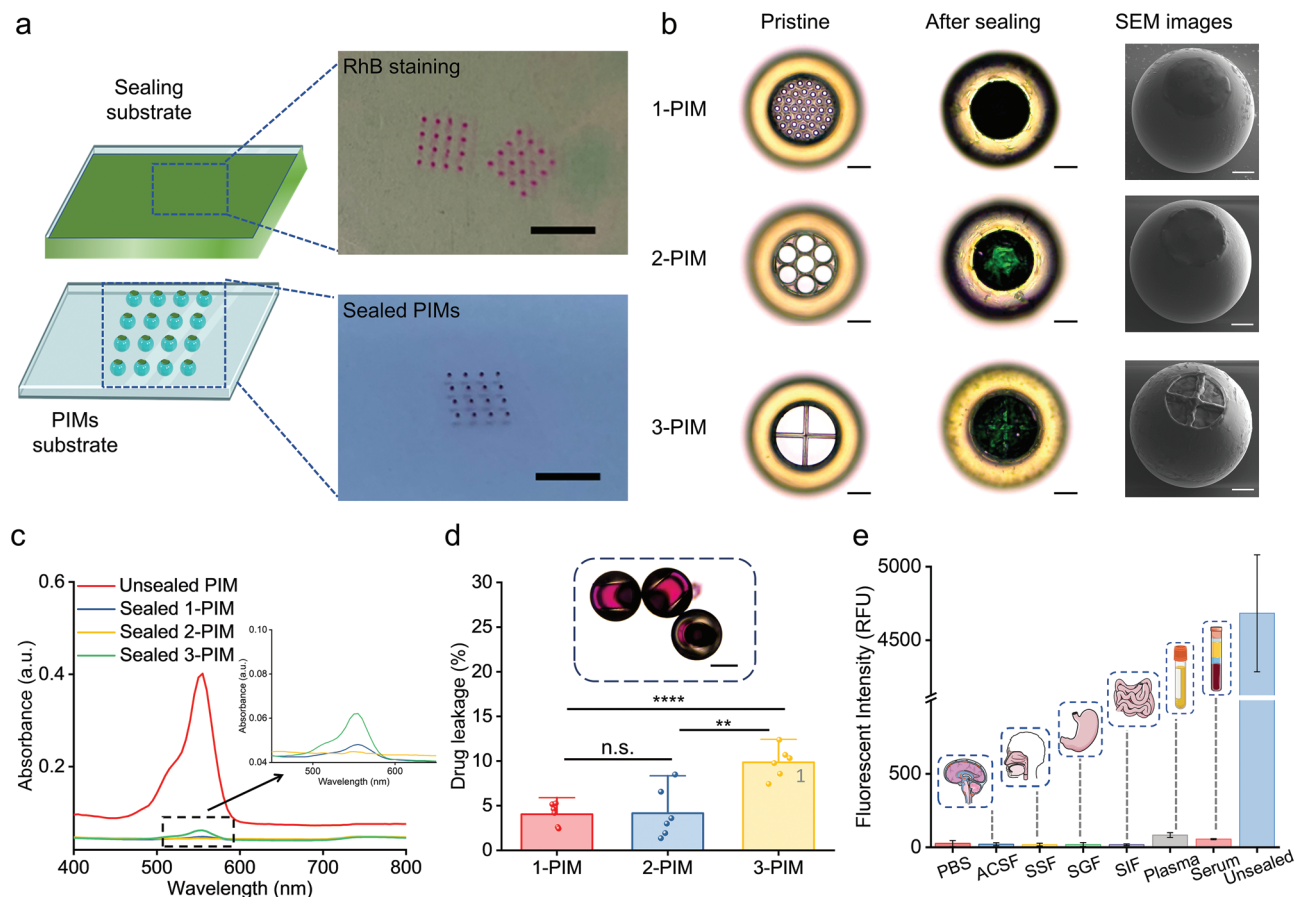 a
Sealing
substrate
RhB staining
PIMs
substrate
Sealed PIMs
b
Pristine
After sealing
SEM images
1-PIM
2-PIM
3-PIM
c
Absorbance (a.u.)
0.6
0.4
0.2
Unsealed PIM
Sealed 1-PIM
Sealed 2-PIM
Sealed 3-PIM
Absorbance (a.u.)
0.10
0.08
0.06
0.04
500
600
Wavelength (nm)
400
500
600
700
800
Wavelength (nm)
d
Drug leakage (%)
30
25
20
15
10
5
0
****
**
n.s.
1
1-PIM
2-PIM
3-PIM
e
Fluorescent Intensity (RFU)
5000
4500
500
0
PBS
ACSF
SSF
SGF
SIF
Plasma
Serum
Unsealed